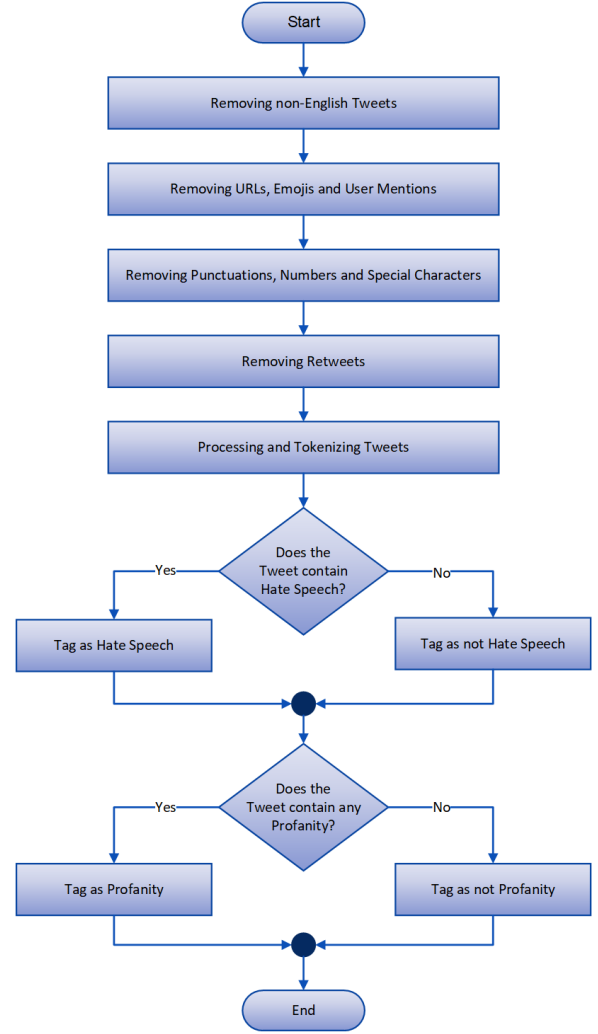 Start
Removing non-English Tweets
Removing URLs, Emojis and User Mentions
Removing Punctuations, Numbers and Special Characters
Removing Retweets
Processing and Tokenizing Tweets
Does the
Tweet contain
Hate Speech?
Yes
No
Tag as Hate Speech
Tag as not Hate Speech
Does the
Tweet contain any
Profanity?
Yes
No
Tag as Profanity
Tag as not Profanity
End